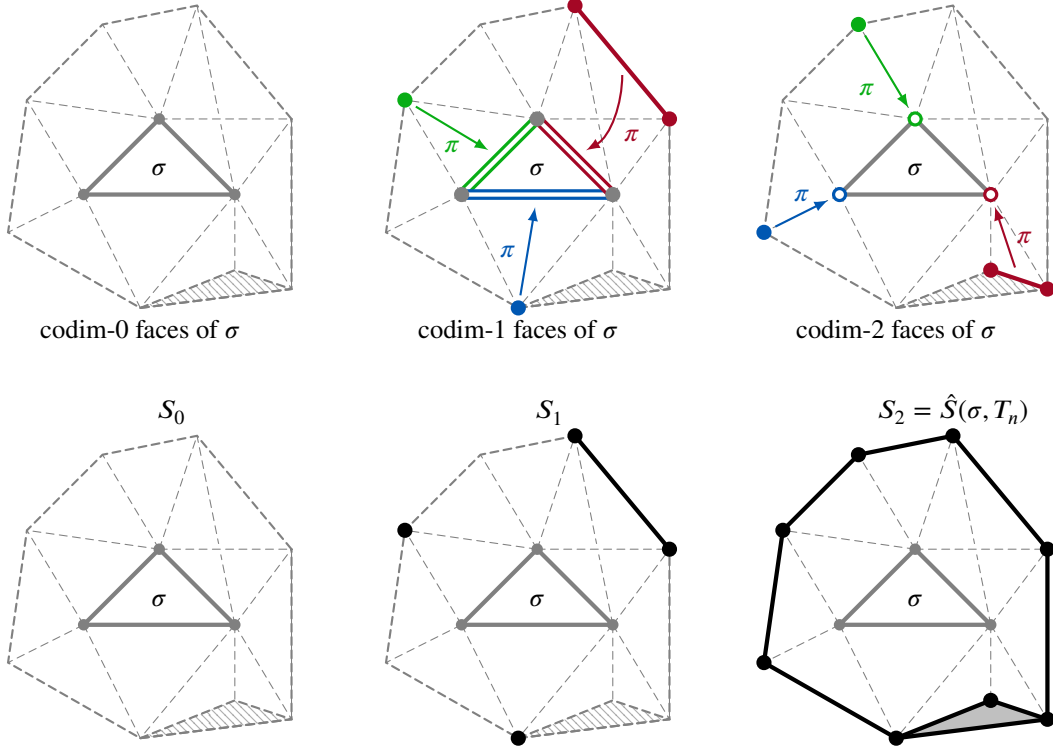 σ
π
π
σ
π
π
π
σ
π
codim-0 faces of σ
codim-1 faces of σ
codim-2 faces of σ
S₀
S₁
S₂ = Ŝ(σ, Tₙ)
σ
σ
σ